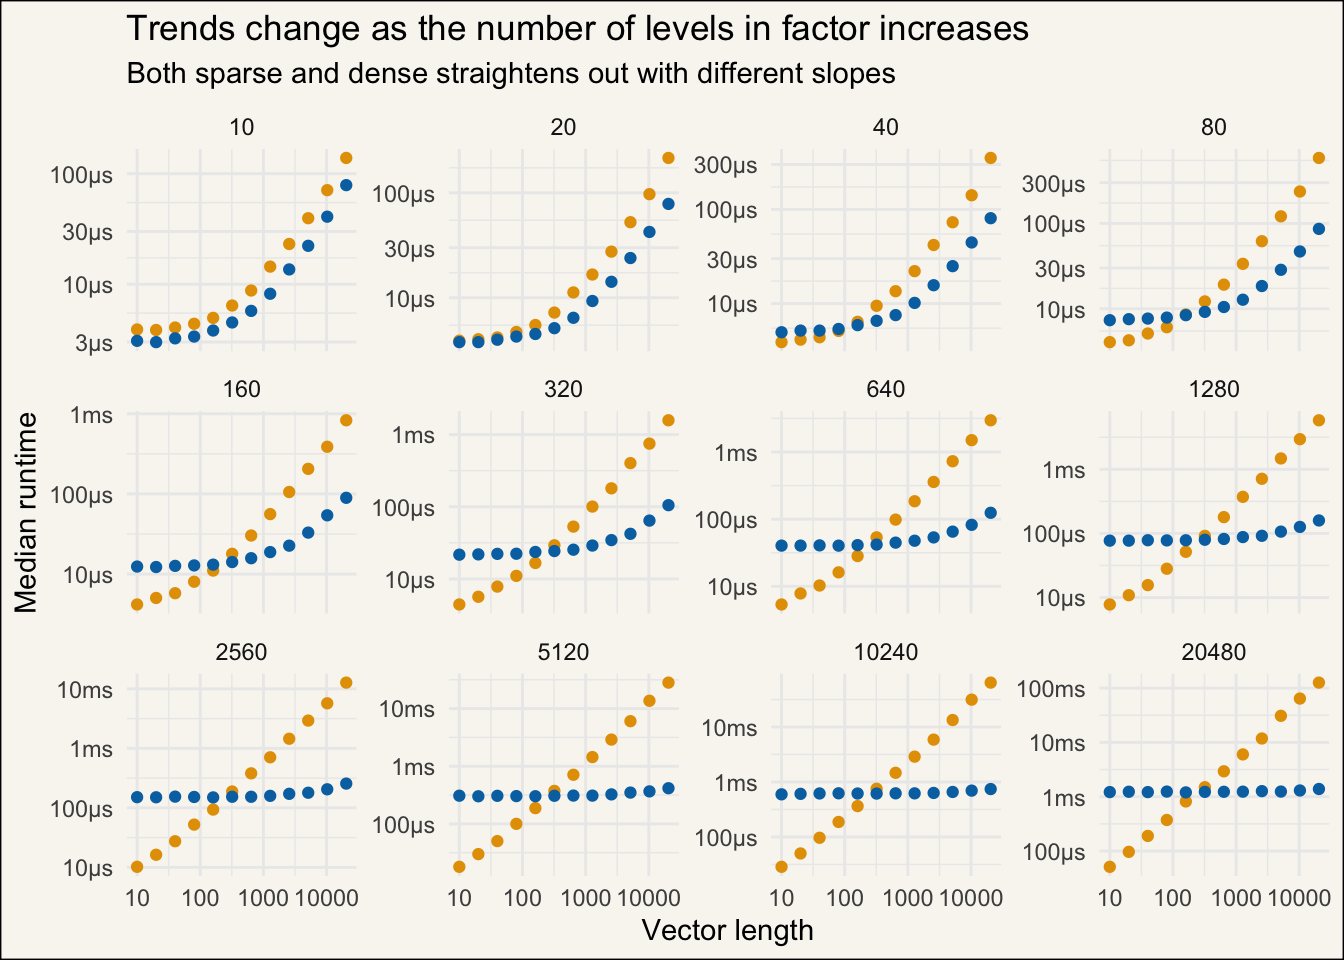 Trends change as the number of levels in factor increases
Both sparse and dense straightens out with different slopes
10
20
40
80
100µs
30µs
10µs
3µs
100µs
30µs
10µs
300µs
100µs
30µs
10µs
300µs
100µs
30µs
10µs
160
320
640
1280
1ms
100µs
10µs
1ms
100µs
10µs
1ms
100µs
10µs
1ms
100µs
10µs
Median runtime
2560
5120
10240
20480
10ms
1ms
100µs
10µs
10ms
1ms
100µs
10ms
1ms
100µs
100ms
10ms
1ms
100µs
10 100 1000 10000
10 100 1000 10000
10 100 1000 10000
10 100 1000 10000
Vector length